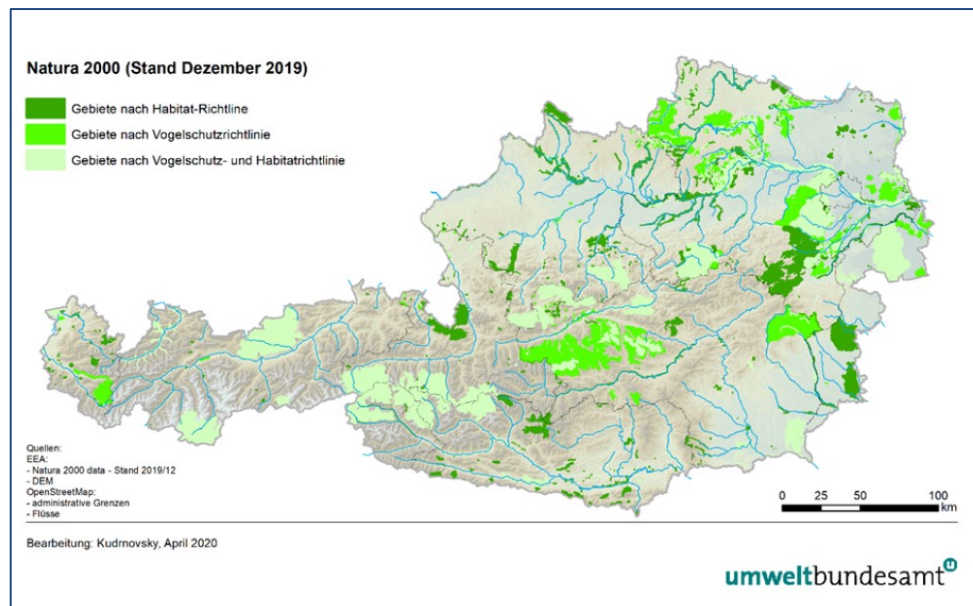 Natura 2000 (Stand Dezember 2019)
Gebiete nach Habitat-Richtline
Gebiete nach Vogelschutzrichtlinie
Gebiete nach Vogelschutz- und Habitatrichtlinie
Quellen:
EEA:
- Natura 2000 data - Stand 2019/12
- DEM
OpenStreetMap:
- administrative Grenzen
- Flüsse
0 25 50 100
km
Bearbeitung: Kudrnovsky, April 2020
umweltbundesamt
u